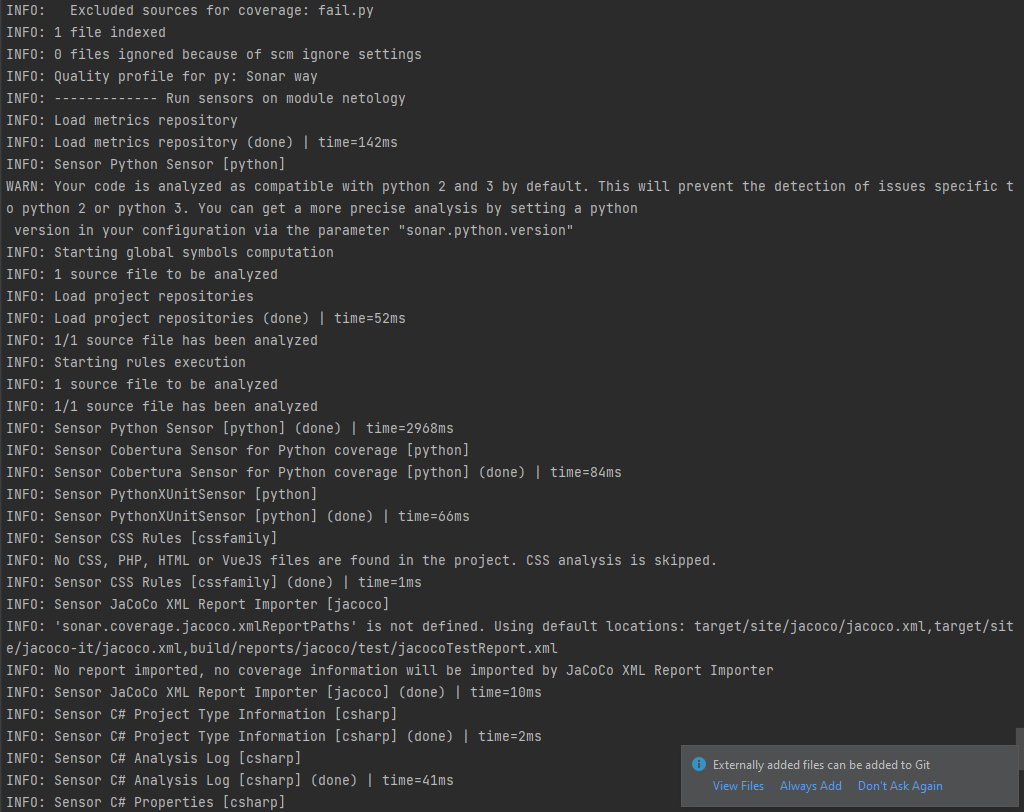 INFO:   Excluded sources for coverage: fail.py
INFO: 1 file indexed
INFO: 0 files ignored because of scm ignore settings
INFO: Quality profile for py: Sonar way
INFO: ------------- Run sensors on module netology
INFO: Load metrics repository
INFO: Load metrics repository (done) | time=142ms
INFO: Sensor Python Sensor [python]
WARN: Your code is analyzed as compatible with python 2 and 3 by default. This will prevent the detection of issues specific t
o python 2 or python 3. You can get a more precise analysis by setting a python
 version in your configuration via the parameter "sonar.python.version"
INFO: Starting global symbols computation
INFO: 1 source file to be analyzed
INFO: Load project repositories
INFO: Load project repositories (done) | time=52ms
INFO: 1/1 source file has been analyzed
INFO: Starting rules execution
INFO: 1 source file to be analyzed
INFO: 1/1 source file has been analyzed
INFO: Sensor Python Sensor [python] (done) | time=2968ms
INFO: Sensor Cobertura Sensor for Python coverage [python]
INFO: Sensor Cobertura Sensor for Python coverage [python] (done) | time=84ms
INFO: Sensor PythonXUnitSensor [python]
INFO: Sensor PythonXUnitSensor [python] (done) | time=66ms
INFO: Sensor CSS Rules [cssfamily]
INFO: No CSS, PHP, HTML or VueJS files are found in the project. CSS analysis is skipped.
INFO: Sensor CSS Rules [cssfamily] (done) | time=1ms
INFO: Sensor JaCoCo XML Report Importer [jacoco]
INFO: 'sonar.coverage.jacoco.xmlReportPaths' is not defined. Using default locations: target/site/jacoco/jacoco.xml,target/sit
e/jacoco-it/jacoco.xml,build/reports/jacoco/test/jacocoTestReport.xml
INFO: No report imported, no coverage information will be imported by JaCoCo XML Report Importer
INFO: Sensor JaCoCo XML Report Importer [jacoco] (done) | time=10ms
INFO: Sensor C# Project Type Information [csharp]
INFO: Sensor C# Project Type Information [csharp] (done) | time=2ms
INFO: Sensor C# Analysis Log [csharp]
INFO: Sensor C# Analysis Log [csharp] (done) | time=41ms
INFO: Sensor C# Properties [csharp]
Externally added files can be added to Git
View Files Always Add Don't Ask Again